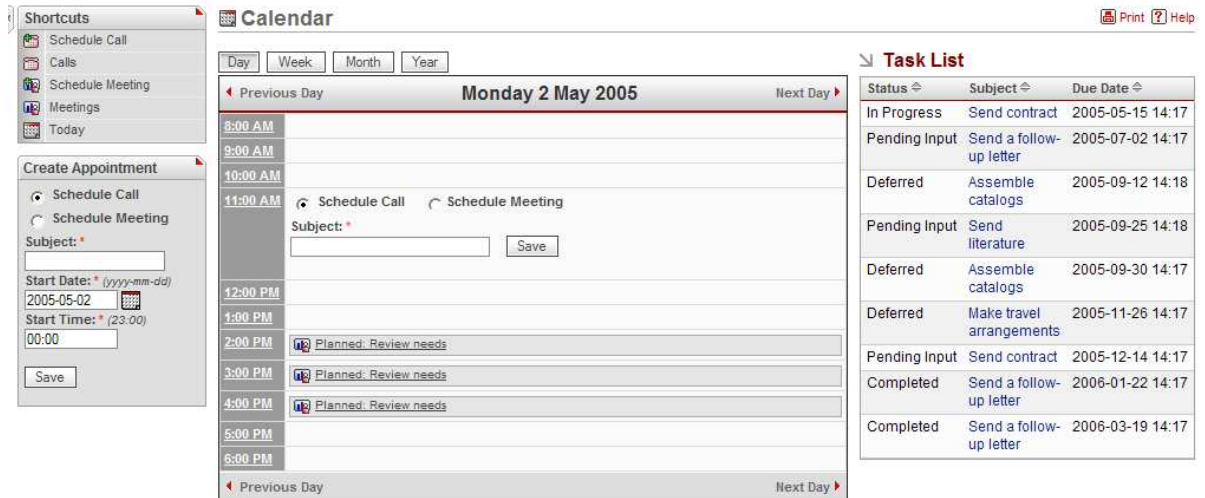 Shortcuts
Schedule Call
Calls
Schedule Meeting
Meetings
Today
Create Appointment
Schedule Call
Schedule Meeting
Subject: *
Start Date: * (yyyy-mm-dd)
2005-05-02
Start Time: * (23:00)
00:00
Save
Calendar
Print ? Help
Day Week Month Year
Previous Day Monday 2 May 2005 Next Day
8:00 AM
9:00 AM
10:00 AM
11:00 AM Schedule Call Schedule Meeting
Subject: *
Save
12:00 PM
1:00 PM
2:00 PM Planned: Review needs
3:00 PM Planned: Review needs
4:00 PM Planned: Review needs
5:00 PM
6:00 PM
Previous Day Next Day
Task List
Status Subject Due Date
In Progress Send contract 2005-05-15 14:17
Pending Input Send a follow- 2005-07-02 14:17
up letter
Deferred Assemble 2005-09-12 14:18
catalogs
Pending Input Send 2005-09-25 14:18
literature
Deferred Assemble 2005-09-30 14:17
catalogs
Deferred Make travel 2005-11-26 14:17
arrangements
Pending Input Send contract 2005-12-14 14:17
Completed Send a follow- 2006-01-22 14:17
up letter
Completed Send a follow- 2006-03-19 14:17
up letter